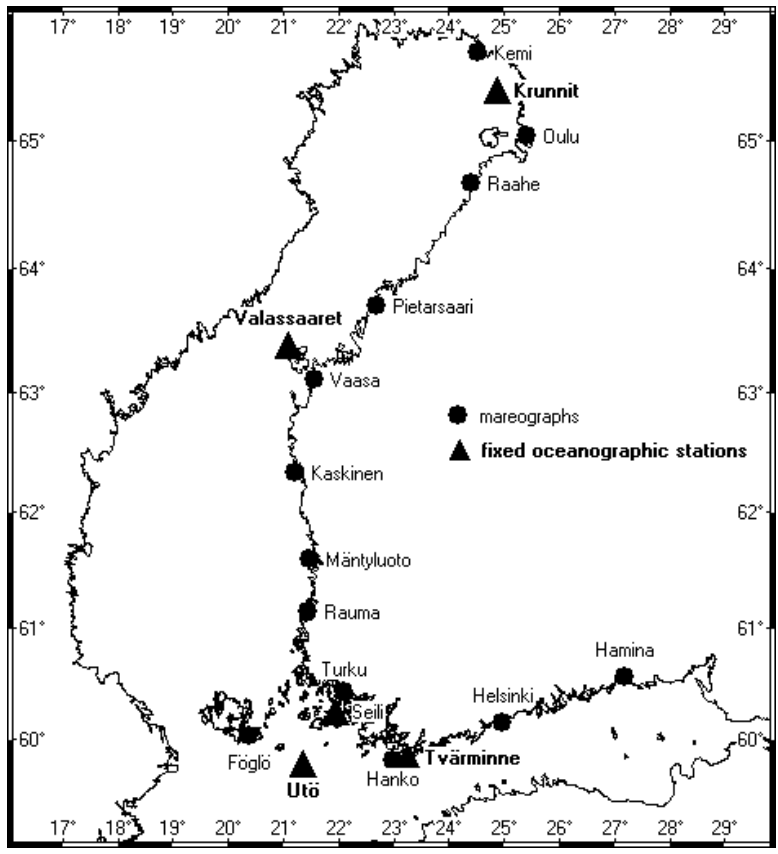 17° 18° 19° 20° 21° 22° 23° 24° 25° 26° 27° 28° 29°
Kemi
Krunnit
65° 65°
Oulu
Raahe
64° 64°
Pietarsaari
Valassaaret
Vaasa
63° 63°
mareographs
fixed oceanographic stations
Kaskinen
62° 62°
Mäntyluoto
Rauma
61° 61°
Hamina
Turku
Helsinki
Seili
60° 60°
Föglö
Tvärminne
Hanko
Utö
17° 18° 19° 20° 21° 22° 23° 24° 25° 26° 27° 28° 29°